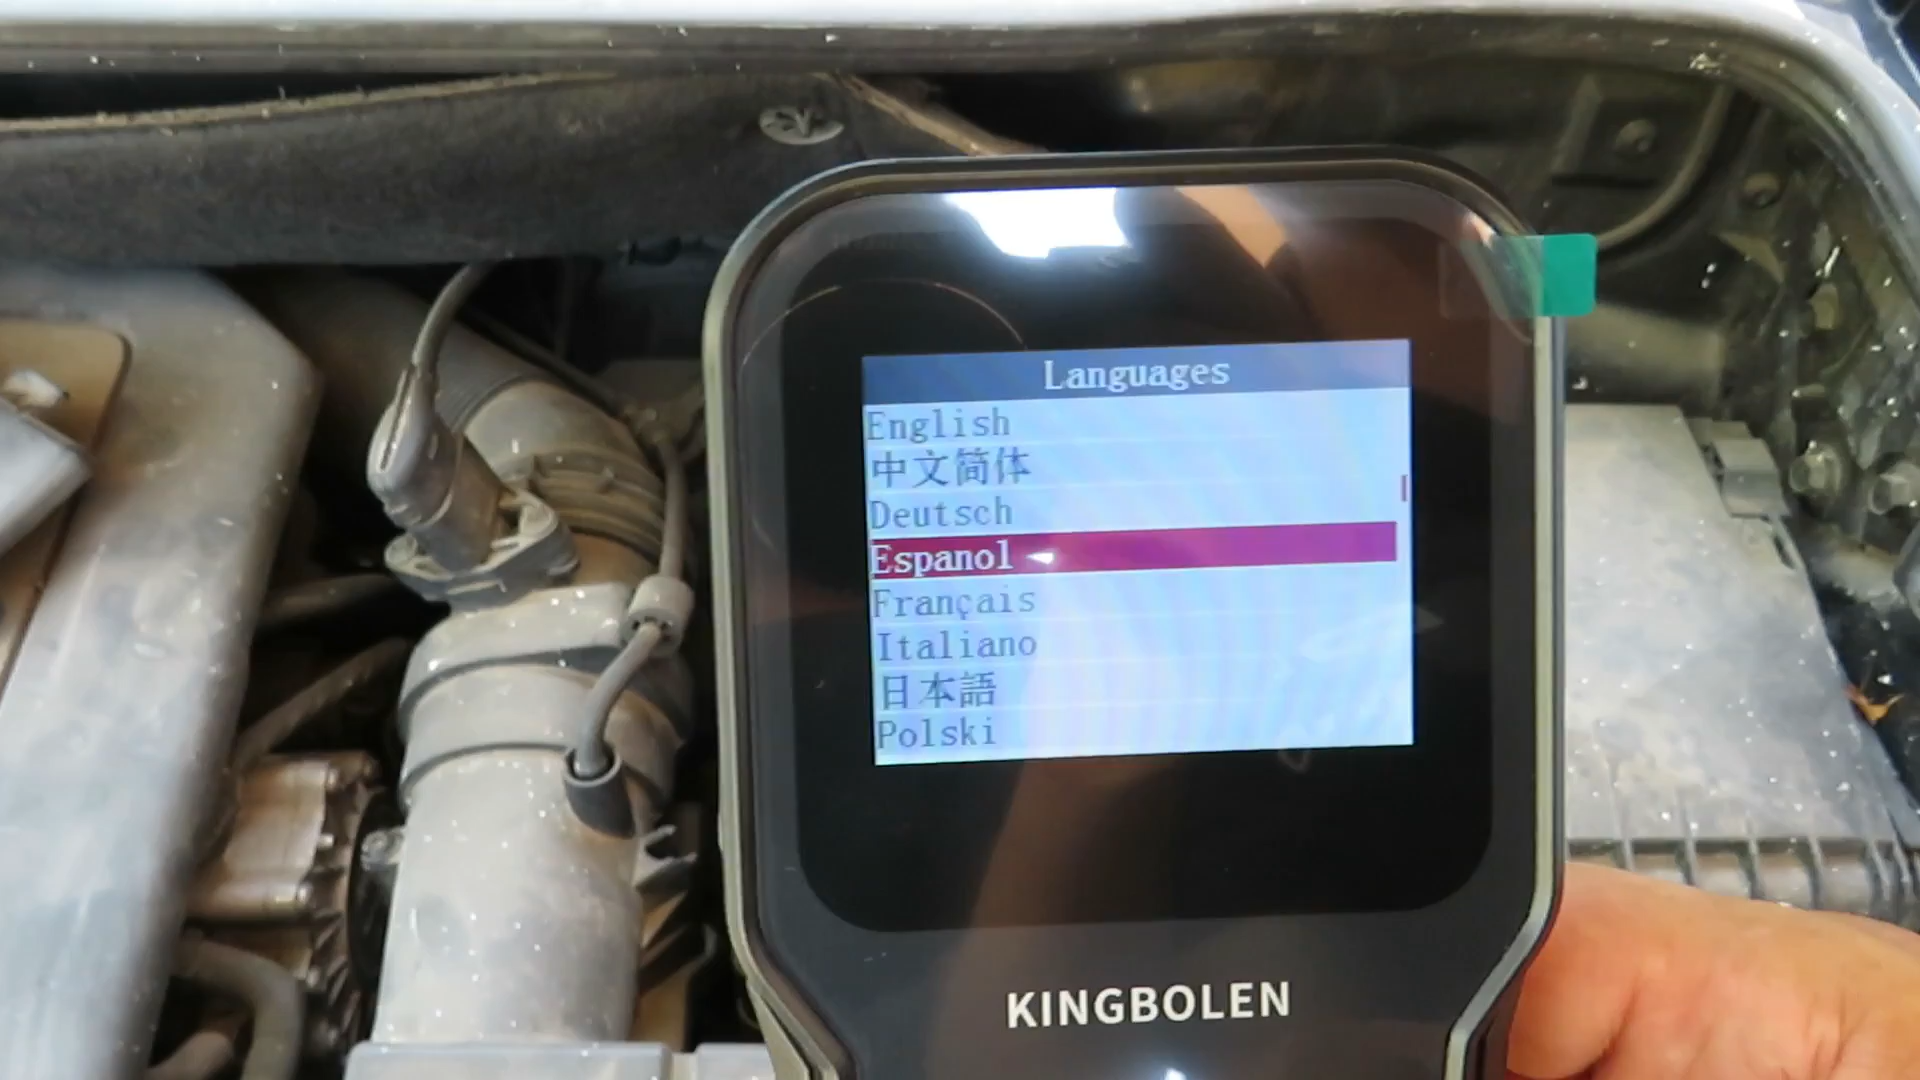 Languages
English
中文简体
Deutsch
Espanol
Français
Italiano
日本語
Polski
KINGBOLEN